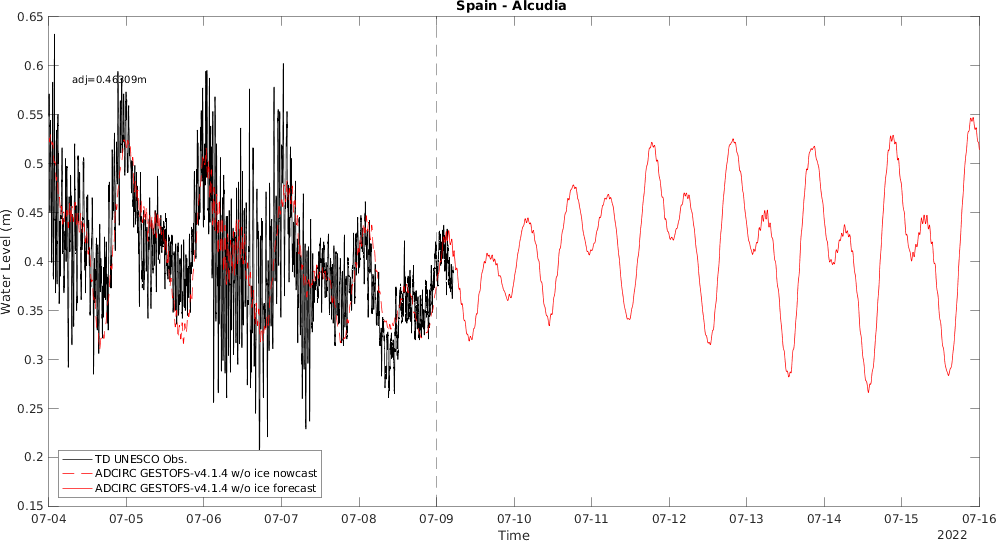 Spain - Alcudia
0.65
0.6
0.55
0.5
0.45
0.4
0.35
0.3
0.25
0.2
0.15
Water Level (m)
adj=0.46309m
TD UNESCO Obs.
ADCIRC GESTOFS-v4.1.4 w/o ice nowcast
ADCIRC GESTOFS-v4.1.4 w/o ice forecast
07-04 07-05 07-06 07-07 07-08 07-09 07-10 07-11 07-12 07-13 07-14 07-15 07-16
Time
2022